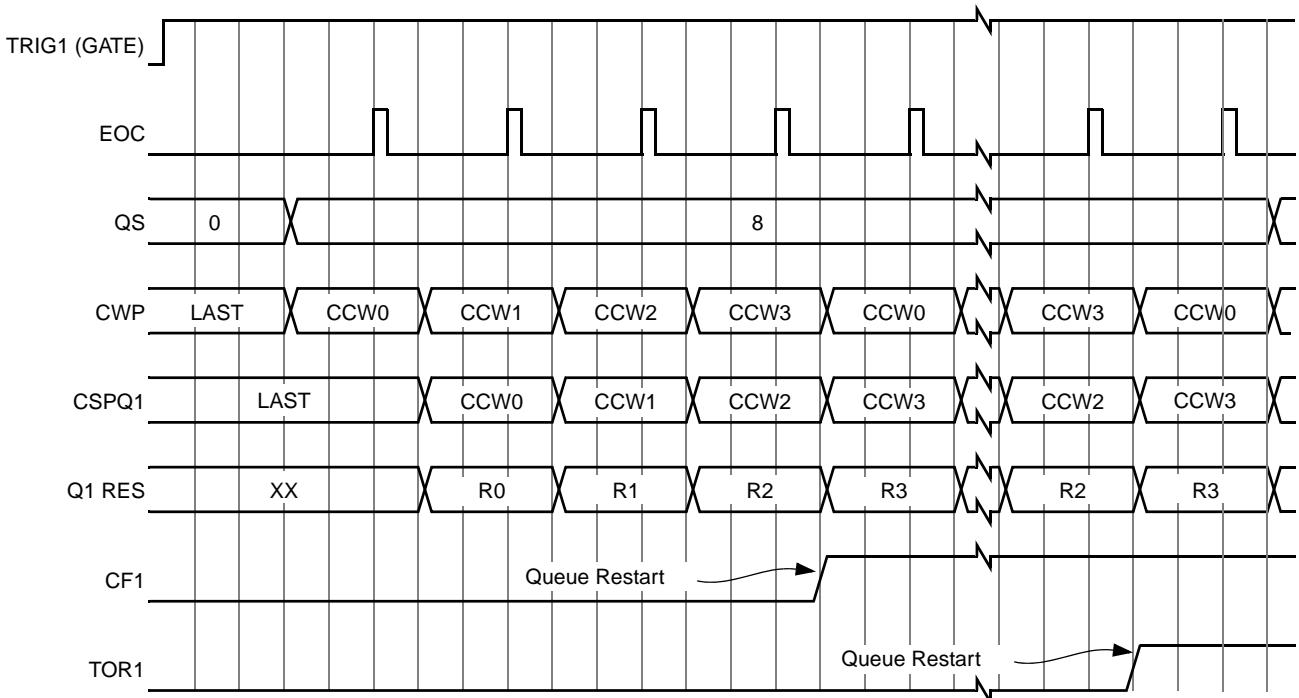 TRIG1 (GATE)
EOC
QS 0 8
CWP LAST CCW0 CCW1 CCW2 CCW3 CCW0 CCW3 CCW0
CSPQ1 LAST CCW0 CCW1 CCW2 CCW3 CCW2 CCW3
Q1 RES XX R0 R1 R2 R3 R2 R3
CF1 Queue Restart
TOR1 Queue Restart